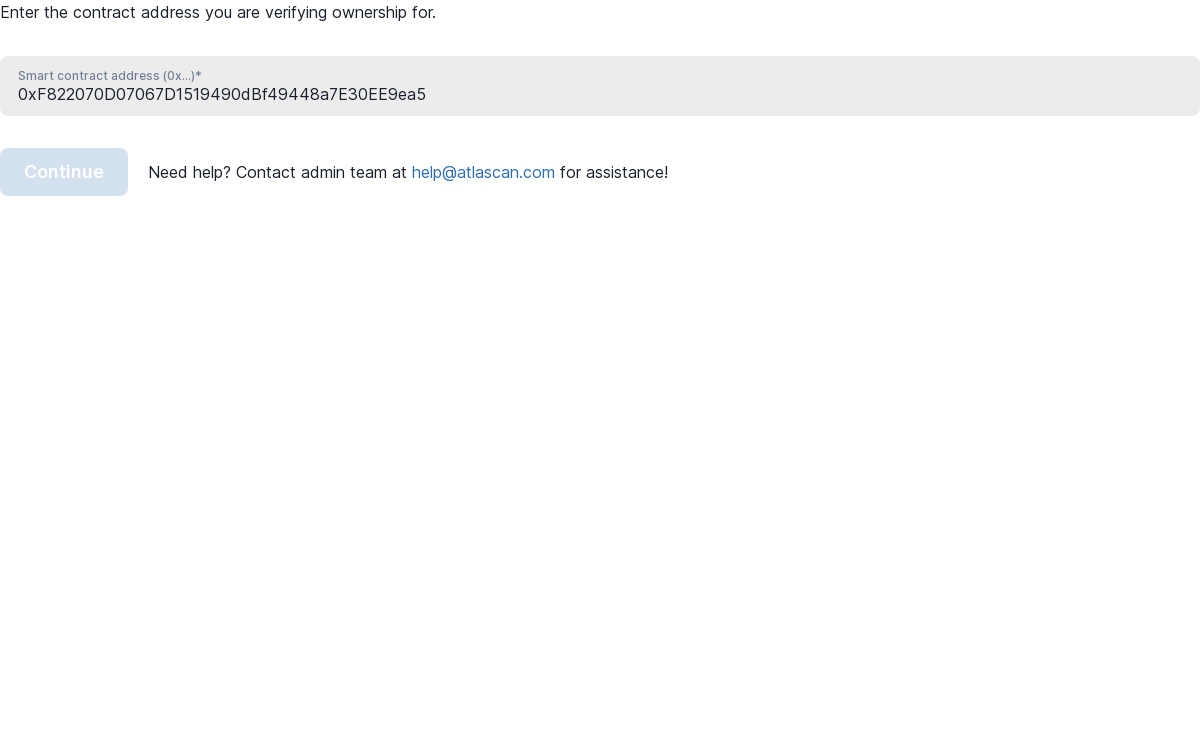 Enter the contract address you are verifying ownership for.
Smart contract address (0x...)*
0xF822070D07067D1519490dBf49448a7E30EE9ea5
Continue
Need help? Contact admin team at help@atlascan.com for assistance!